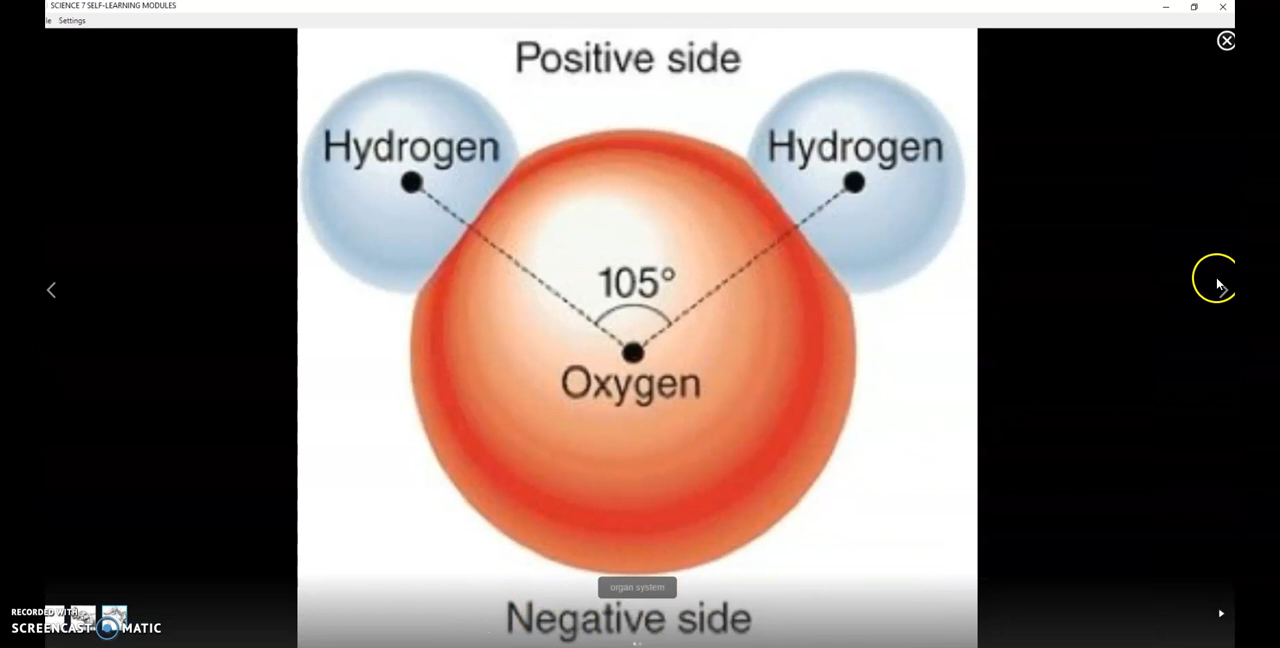 SCIENCE 7 SELF-LEARNING MODULES
le Settings
Positive side
Hydrogen Hydrogen
105°
Oxygen
organ system
Negative side
RECORDED WITH
SCREENCAST MATIC